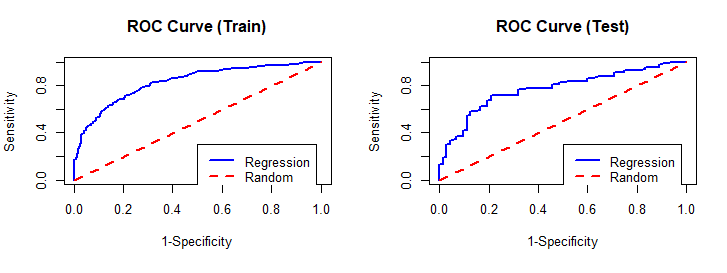 ROC Curve (Train)
Sensitivity
0.8
0.4
0.0
Regression
Random
0.0 0.2 0.4 0.6 0.8 1.0
1-Specificity
ROC Curve (Test)
Sensitivity
0.8
0.4
0.0
Regression
Random
0.0 0.2 0.4 0.6 0.8 1.0
1-Specificity